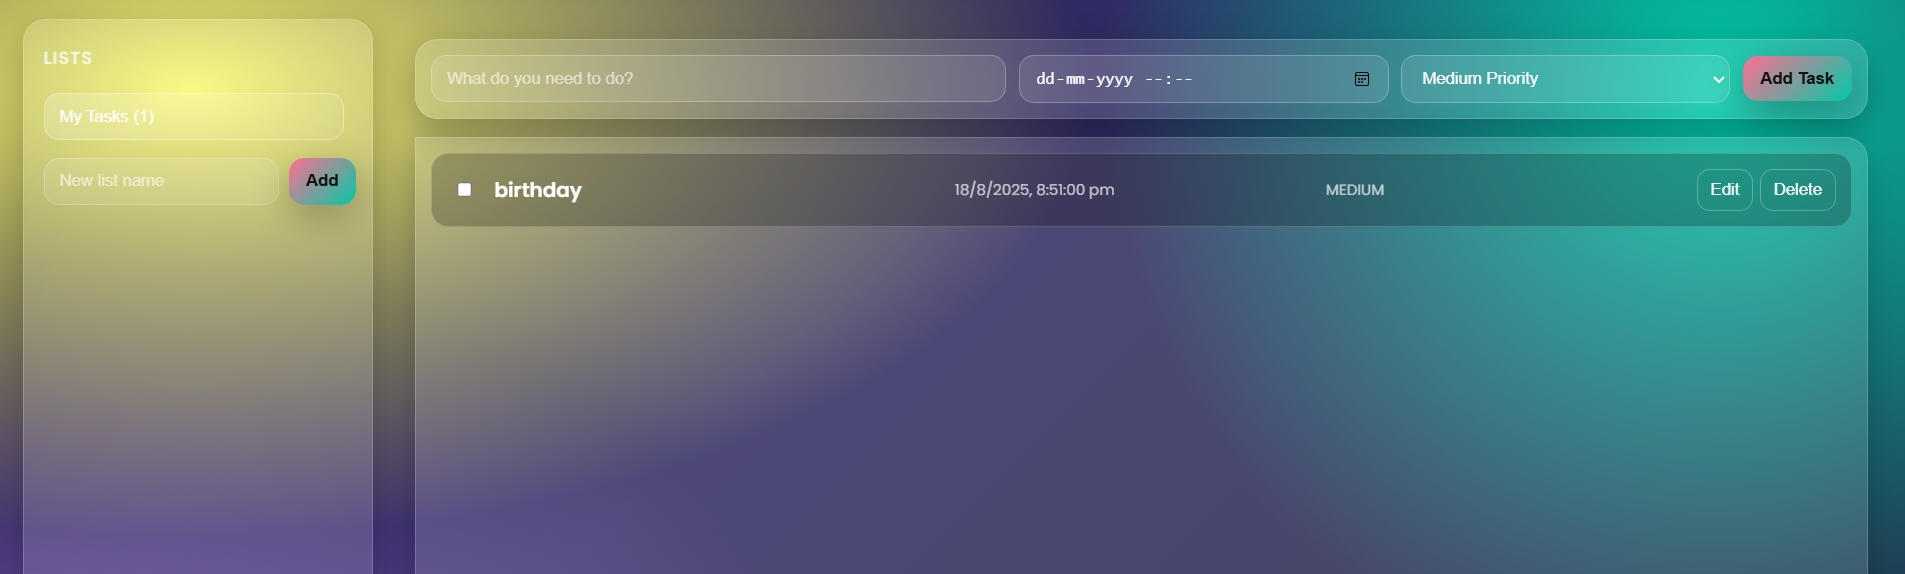 LISTS
My Tasks (1)
New list name
Add
What do you need to do?
dd-mm-yyyy --:--
Medium Priority
Add Task
birthday
18/8/2025, 8:51:00 pm
MEDIUM
Edit
Delete